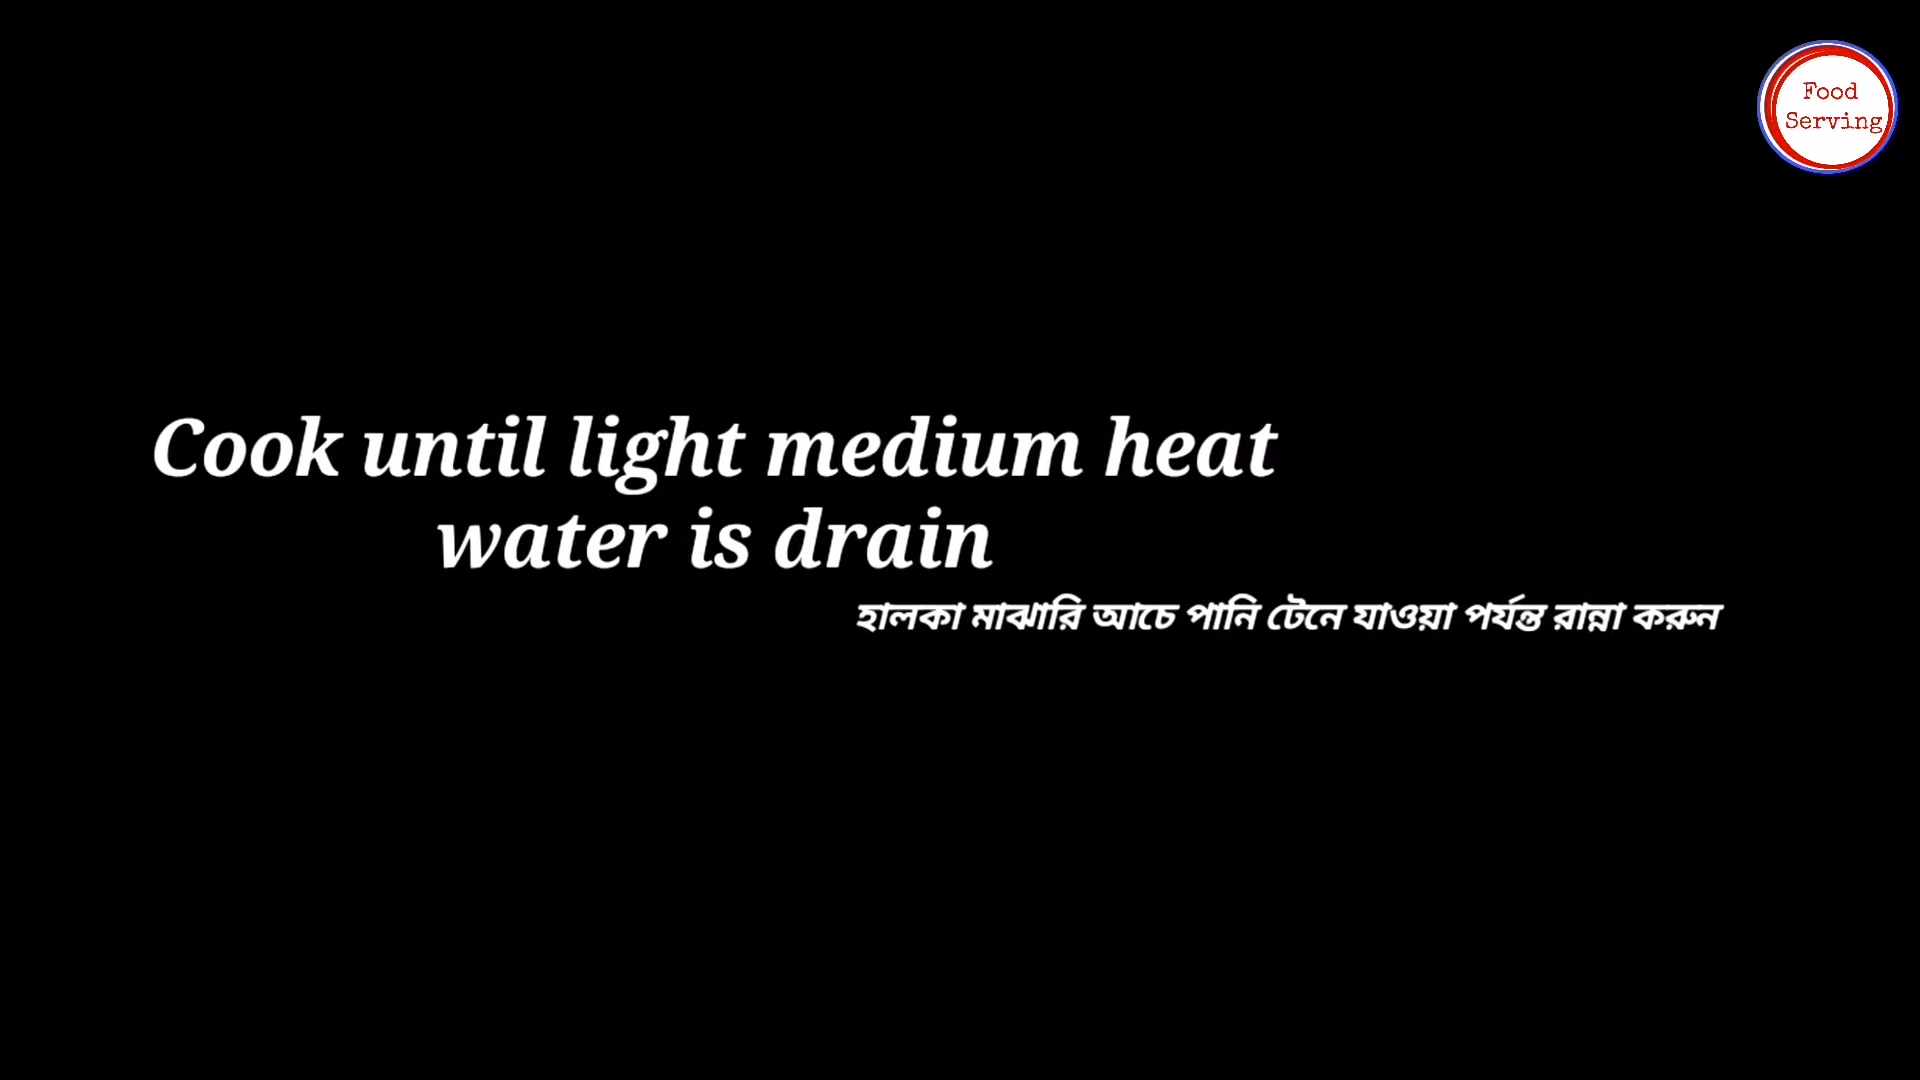 Food
Serving
Cook until light medium heat
water is drain
হালকা মাঝারি আচে পানি টেনে যাওয়া পর্যন্ত রান্না করুন